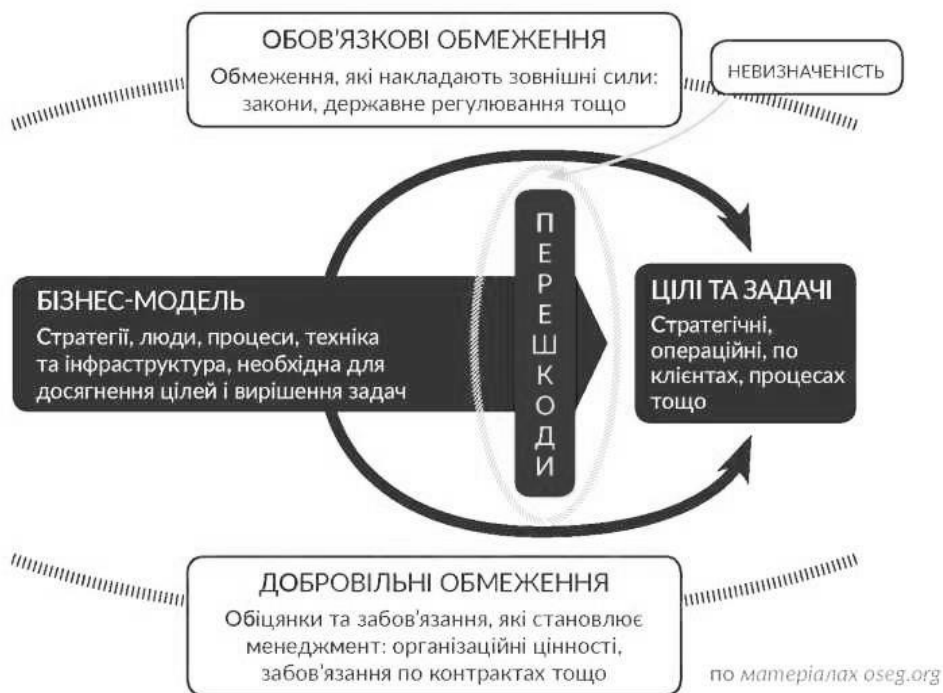 ОБОВ'ЯЗКОВІ ОБМЕЖЕННЯ
Обмеження, які накладають зовнішні сили:
закони, державне регулювання тощо
НЕВИЗНАЧЕНІСТЬ
БІЗНЕС-МОДЕЛЬ
Стратегії, люди, процеси, техніка
та інфраструктура, необхідна для
досягнення цілей і вирішення задач
ПЕРЕШКОДИ
ЦІЛІ ТА ЗАДАЧІ
Стратегічні,
операційні, по
клієнтах, процесах
тощо
ДОБРОВІЛЬНІ ОБМЕЖЕННЯ
Обіцянки та забов'язання, які становлює
менеджмент: організаційні цінності,
забов'язання по контрактах тощо
по матеріалах oseg.org